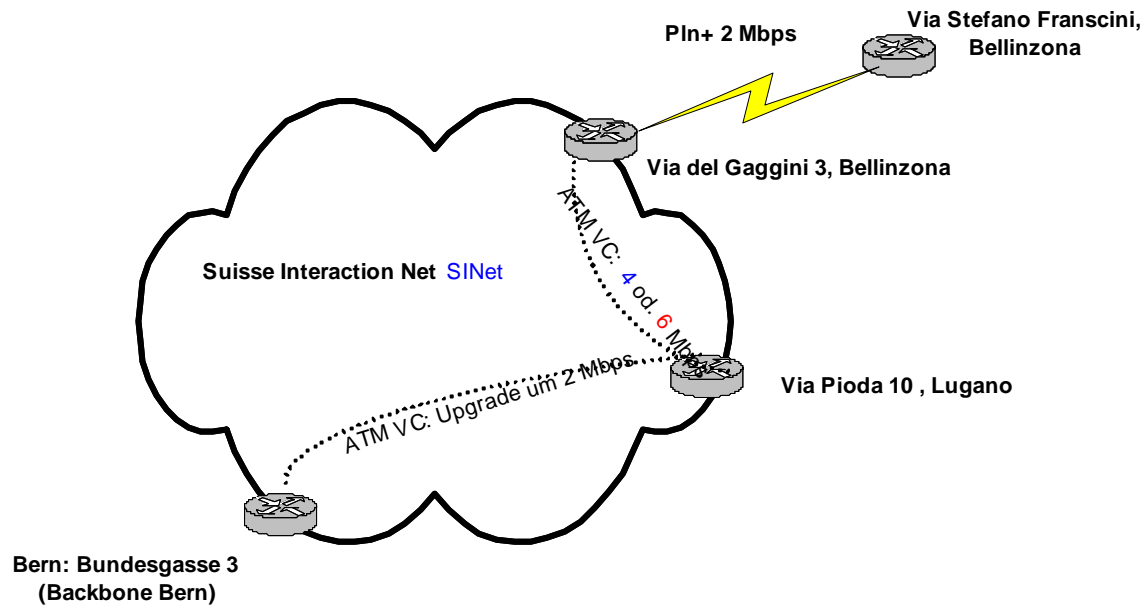 Via Stefano Franscini,
Bellinzona
Pln+ 2 Mbps
Via del Gaggini 3, Bellinzona
ATM VC: 4 od. 6 Mbps
Suisse Interaction Net SINet
ATM VC: Upgrade um 2 Mbps
Via Pioda 10 , Lugano
Bern: Bundesgasse 3
(Backbone Bern)